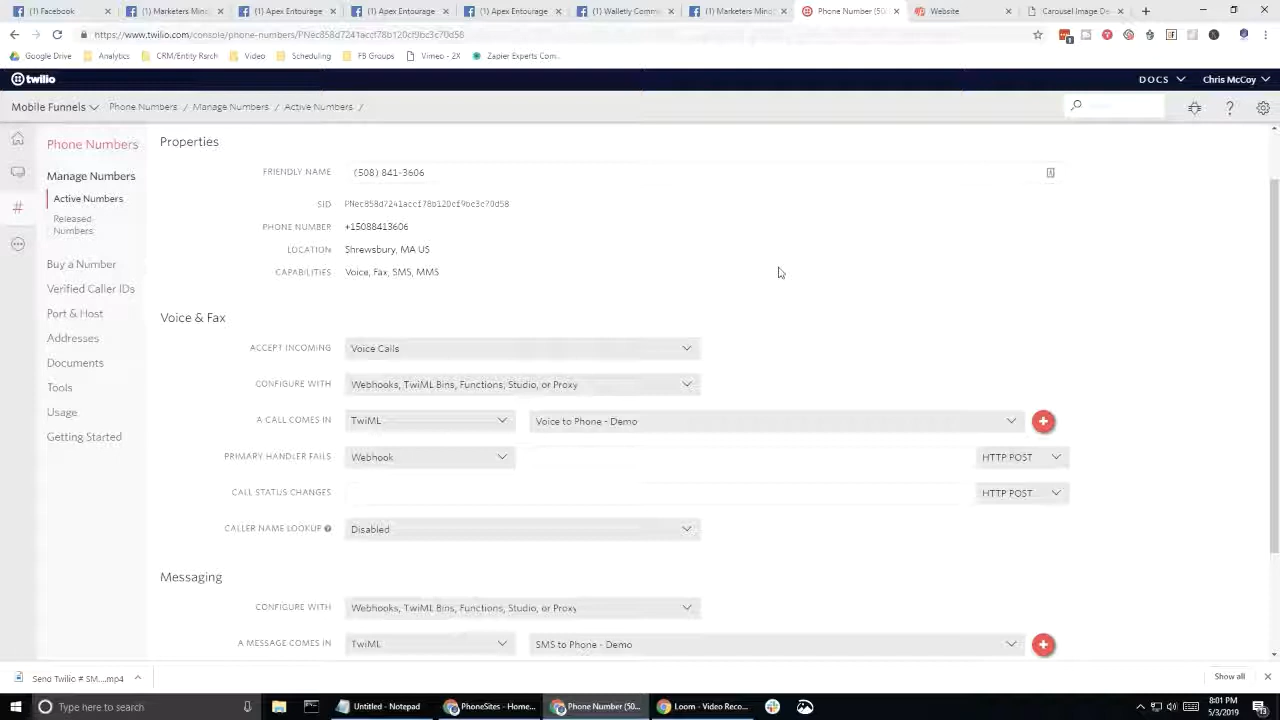 (1) Facebook
(1) Marketers Mind
(1) Apex Entourage
(1) Apex Entourage
(1) Apex Entourage
(1) Walletly Comm
(1) Marketers Mind
Phone Number (50
Website
Carousel Image De
https://www.twilio.com/console/phone-numbers/PNec858d7241accf78b120cf9bc3c70d58
Google Drive
Analytics
CRM/Entity Rsrch
Video
Scheduling
FB Groups
Vimeo - 2X
Zapier Experts Com...
twilio
DOCS
Chris McCoy
Mobile Funnels
Phone Numbers / Manage Numbers / Active Numbers /
Phone Numbers
Manage Numbers
Active Numbers
Released
Numbers
Buy a Number
Verified Caller IDs
Port & Host
Addresses
Documents
Tools
Usage
Getting Started
Properties
FRIENDLY NAME (508) 841-3606
SID PNec858d7241accf78b120cf9bc3c70d58
PHONE NUMBER +15088413606
LOCATION Shrewsbury, MA US
CAPABILITIES Voice, Fax, SMS, MMS
Voice & Fax
ACCEPT INCOMING Voice Calls
CONFIGURE WITH Webhooks, TwiML Bins, Functions, Studio, or Proxy
A CALL COMES IN TwiML Voice to Phone - Demo
PRIMARY HANDLER FAILS Webhook HTTP POST
CALL STATUS CHANGES HTTP POST
CALLER NAME LOOKUP Disabled
Messaging
CONFIGURE WITH Webhooks, TwiML Bins, Functions, Studio, or Proxy
A MESSAGE COMES IN TwiML SMS to Phone - Demo
Send Twilio # SM....mp4
Show all
Type here to search
Untitled - Notepad
PhoneSites - Home...
Phone Number (50...
Loom - Video Reco...
8:01 PM
5/3/2019